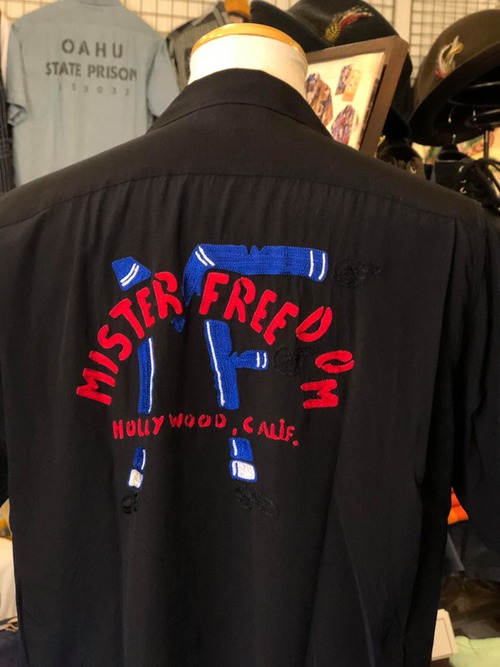 OAHU
STATE PRISON
MISTER FREEDOM
HOLLYWOOD, CALIF.